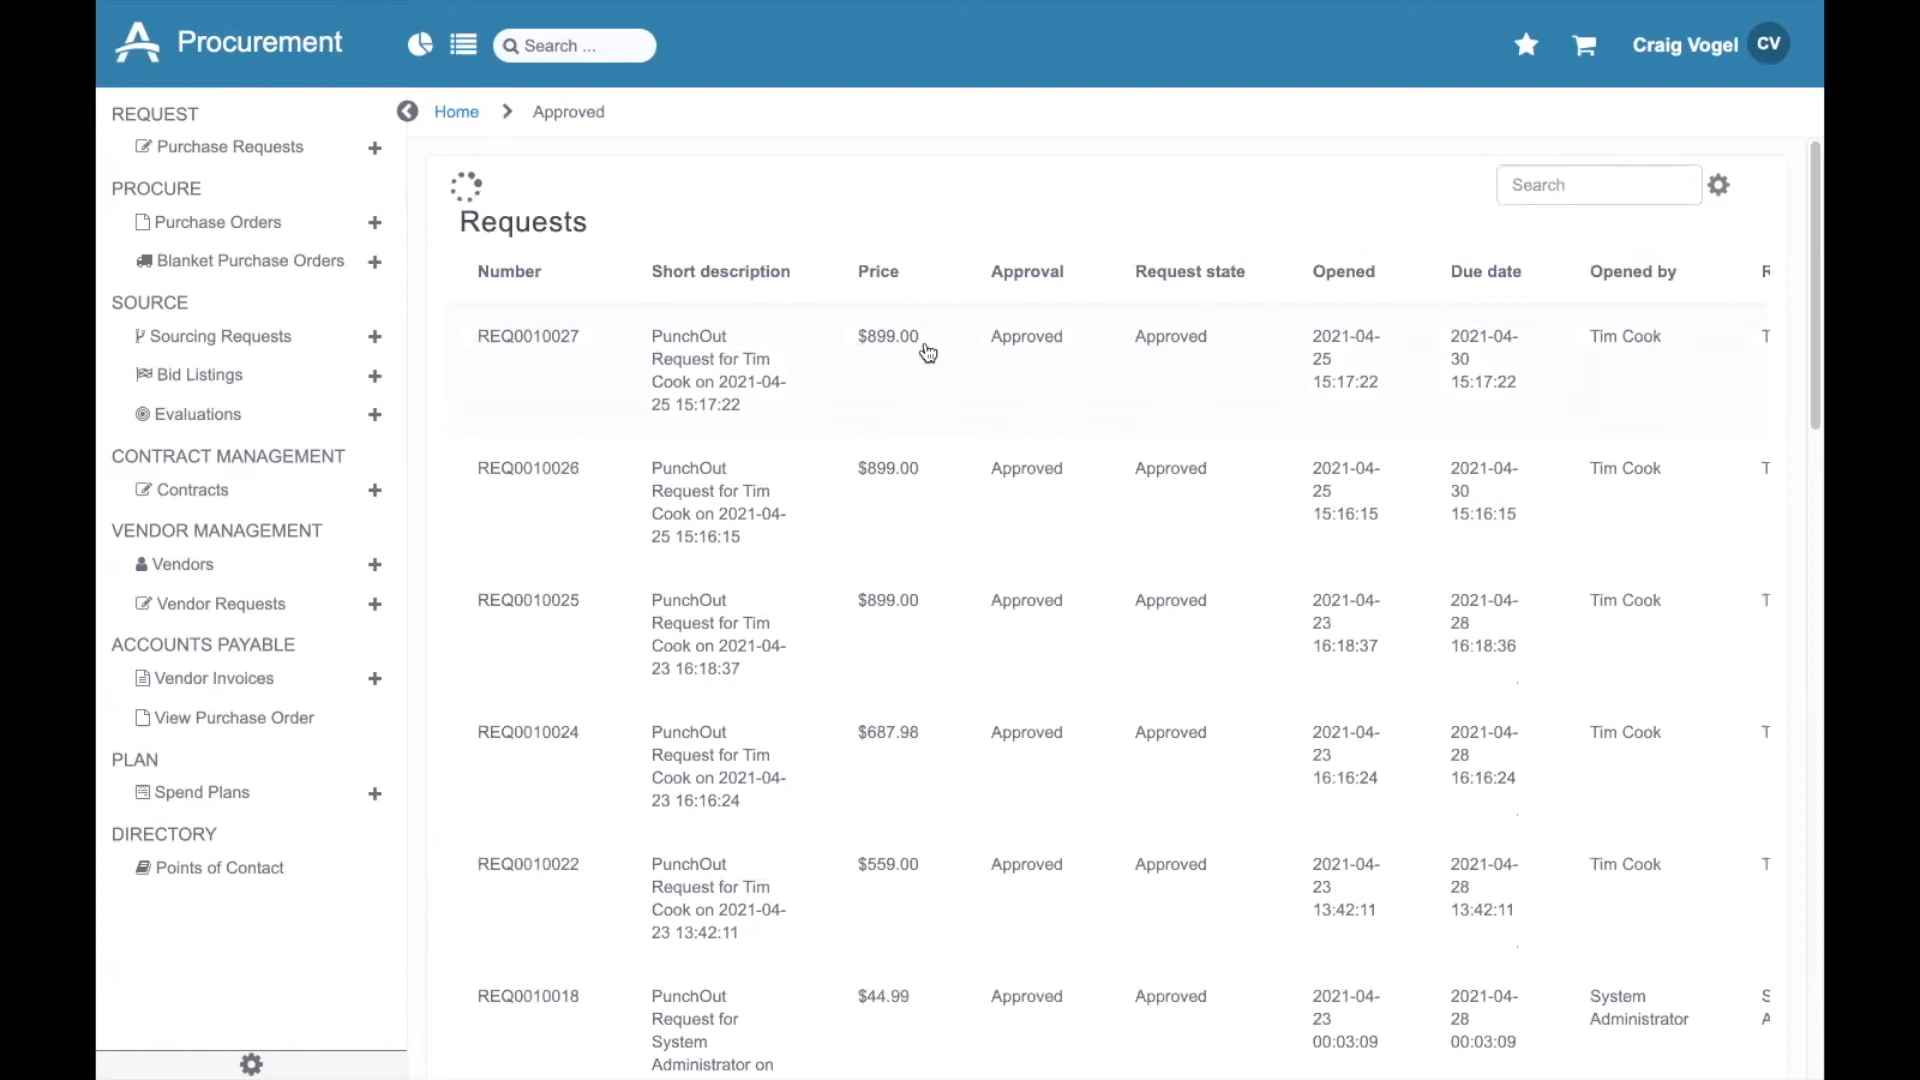 Procurement
Search ...
Craig Vogel CV
Home
Approved
REQUEST
Purchase Requests
PROCURE
Purchase Orders
Blanket Purchase Orders
SOURCE
Sourcing Requests
Bid Listings
Evaluations
CONTRACT MANAGEMENT
Contracts
VENDOR MANAGEMENT
Vendors
Vendor Requests
ACCOUNTS PAYABLE
Vendor Invoices
View Purchase Order
PLAN
Spend Plans
DIRECTORY
Points of Contact
Search
Requests
Number Short description Price Approval Request state Opened Due date Opened by R
REQ0010027 PunchOut $899.00 Approved Approved 2021-04- 2021-04- Tim Cook T
Request for Tim 25 30
Cook on 2021-04- 15:17:22 15:17:22
25 15:17:22
REQ0010026 PunchOut $899.00 Approved Approved 2021-04- 2021-04- Tim Cook T
Request for Tim 25 30
Cook on 2021-04- 15:16:15 15:16:15
25 15:16:15
REQ0010025 PunchOut $899.00 Approved Approved 2021-04- 2021-04- Tim Cook T
Request for Tim 23 28
Cook on 2021-04- 16:18:37 16:18:36
23 16:18:37
REQ0010024 PunchOut $687.98 Approved Approved 2021-04- 2021-04- Tim Cook T
Request for Tim 23 28
Cook on 2021-04- 16:16:24 16:16:24
23 16:16:24
REQ0010022 PunchOut $559.00 Approved Approved 2021-04- 2021-04- Tim Cook T
Request for Tim 23 28
Cook on 2021-04- 13:42:11 13:42:11
23 13:42:11
REQ0010018 PunchOut $44.99 Approved Approved 2021-04- 2021-04- System S
Request for 23 28 Administrator A
System 00:03:09 00:03:09
Administrator on